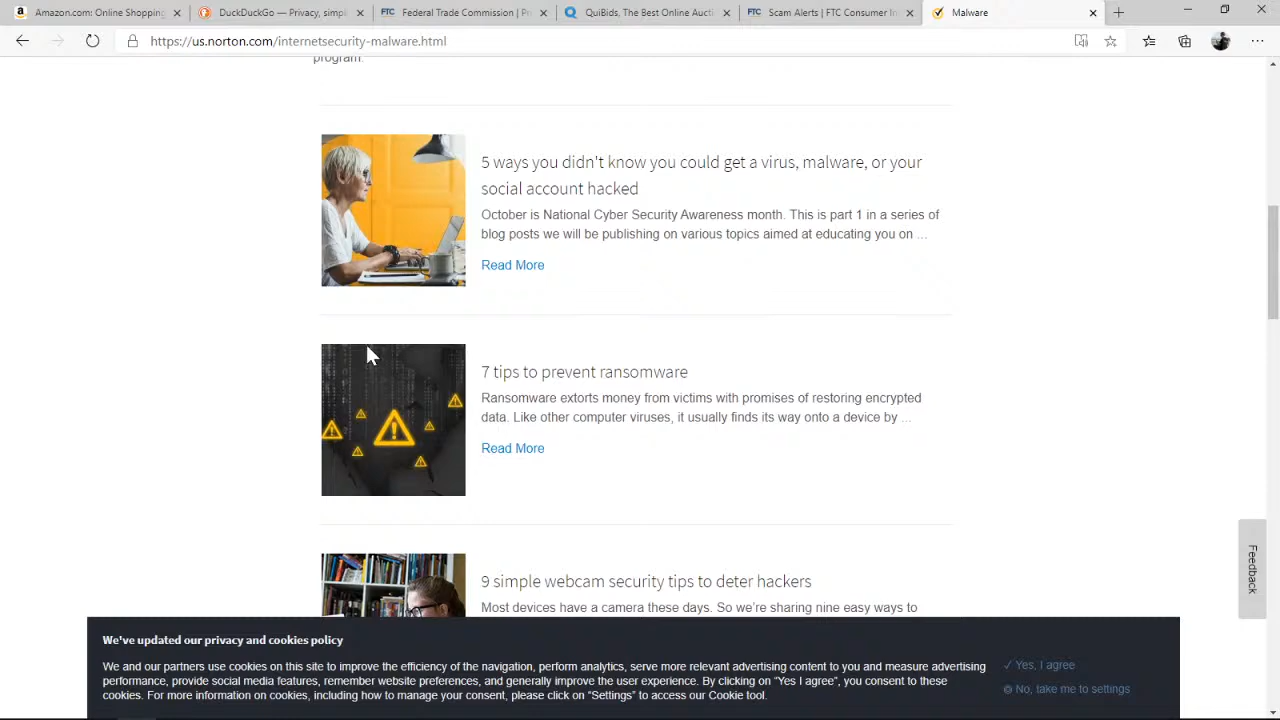 Amazon.com: Online Shopping
DuckDuckGo — Privacy, simpli
Federal Trade Commission | Pr
QuiBids, The Best Online Aucti
Scam Alerts | FTC Consumer In
Malware
https://us.norton.com/internetsecurity-malware.html
program.
5 ways you didn't know you could get a virus, malware, or your
social account hacked
October is National Cyber Security Awareness month. This is part 1 in a series of
blog posts we will be publishing on various topics aimed at educating you on ...
Read More
7 tips to prevent ransomware
Ransomware extorts money from victims with promises of restoring encrypted
data. Like other computer viruses, it usually finds its way onto a device by ...
Read More
9 simple webcam security tips to deter hackers
Most devices have a camera these days. So we're sharing nine easy ways to
Feedback
We've updated our privacy and cookies policy
We and our partners use cookies on this site to improve the efficiency of the navigation, perform analytics, serve more relevant advertising content to you and measure advertising
performance, provide social media features, remember website preferences, and generally improve the user experience. By clicking on “Yes I agree”, you consent to these
cookies. For more information on cookies, including how to manage your consent, please click on “Settings” to access our Cookie tool.
✓ Yes, I agree
No, take me to settings